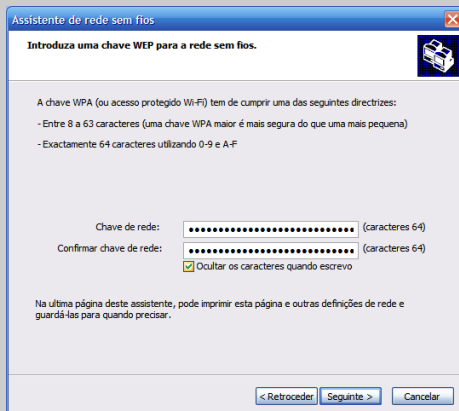 Assistente de rede sem fios
Introduza uma chave WEP para a rede sem fios.
A chave WPA (ou acesso protegido Wi-Fi) tem de cumprir uma das seguintes directrizes:
- Entre 8 a 63 caracteres (uma chave WPA maior é mais segura do que uma mais pequena)
- Exactamente 64 caracteres utilizando 0-9 e A-F
Chave de rede: (caracteres 64)
Confirmar chave de rede: (caracteres 64)
Ocultar os caracteres quando escrevo
Na ultima página deste assistente, pode imprimir esta página e outras definições de rede e
guardá-las para quando precisar.
< Retroceder Seguinte > Cancelar